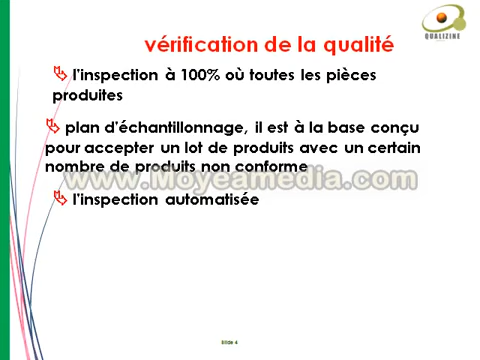 QUALIZINE
vérification de la qualité
l'inspection à 100% où toutes les pièces
produites
plan d'échantillonnage, il est à la base conçu
pour accepter un lot de produits avec un certain
nombre de produits non conforme
www.Moyeamedia.com
l'inspection automatisée
Slide 4